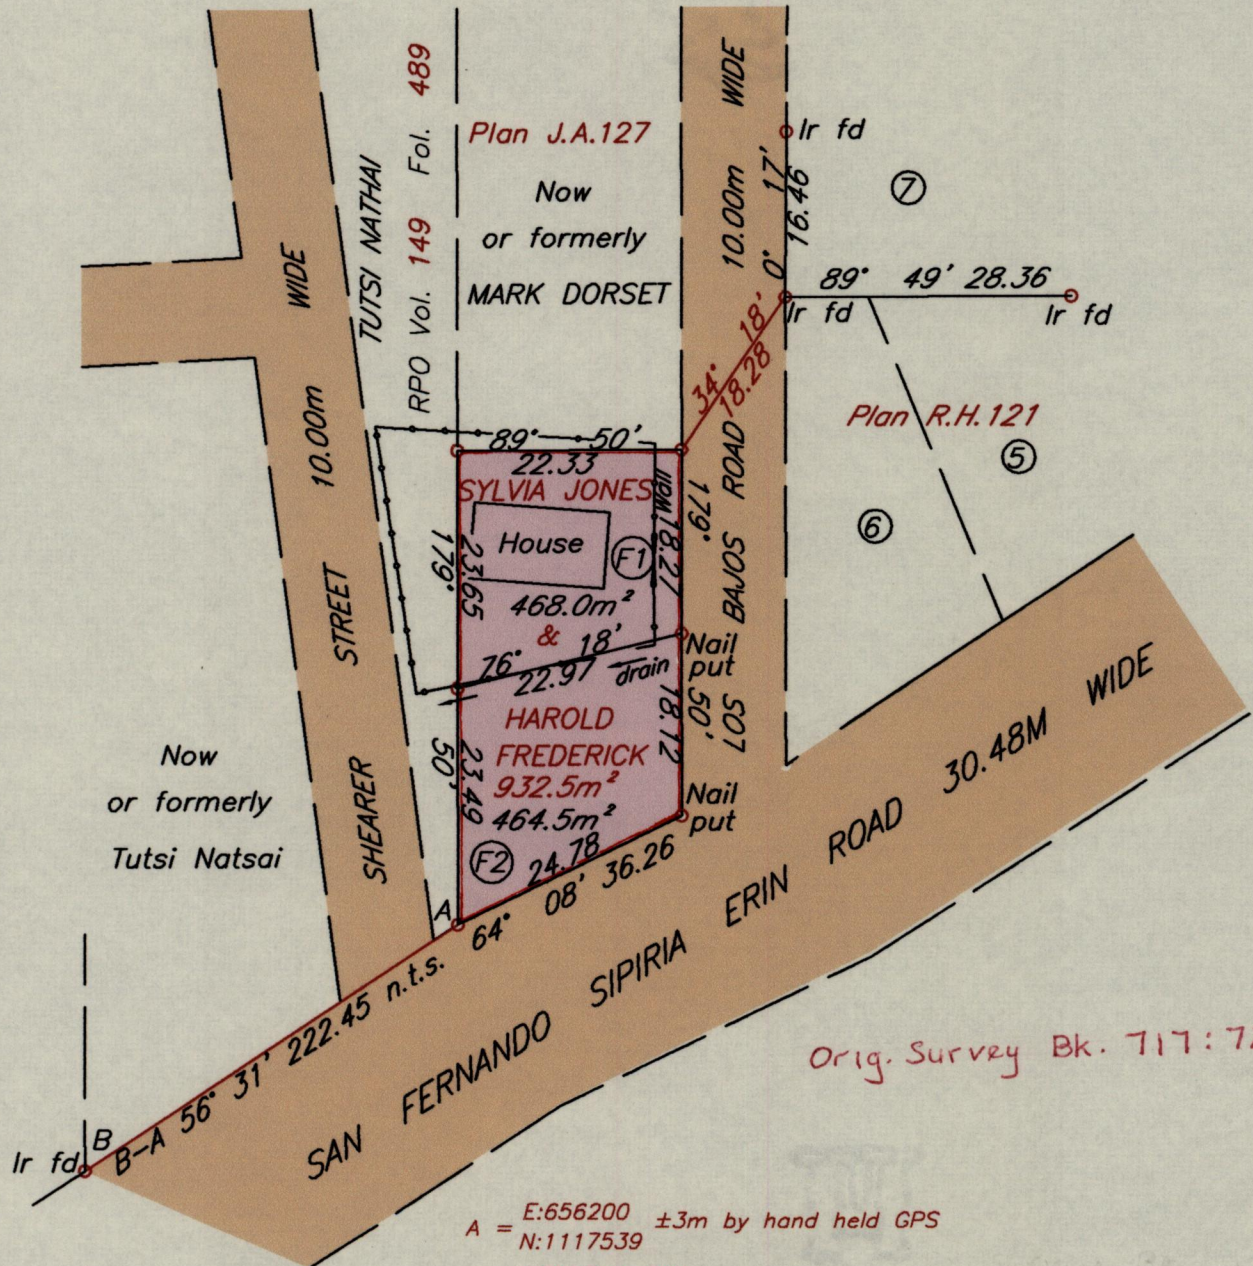 WIDE
10.00m
STREET
SHEARER
TUTSI NATHAI
RPO Vol. 149 Fol. 489
Plan J.A.127
Now
or formerly
MARK DORSET
10.00m WIDE
BAJOS ROAD
LOS
Ir fd
0° 17'
16.46
7
89° 49' 28.36
Ir fd
Ir fd
34° 18'
18.28
Plan R.H.121
5
6
89° 50'
22.33
SYLVIA JONES
House
F1
468.0m²
&
179° 50'
23.65
23.49
179° 50'
18.27
18.12
76° 18'
22.97
drain
Nail
put
HAROLD
FREDERICK
932.5m²
464.5m²
F2
24.78
Nail
put
A
64° 08' 36.26
Now
or formerly
Tutsi Natsai
B
Ir fd
B-A 56° 31' 222.45 n.t.s.
SAN FERNANDO SIPIRIA ERIN ROAD 30.48M WIDE
Orig. Survey Bk. 717:
A = E:656200 ±3m by hand held GPS
N:1117539